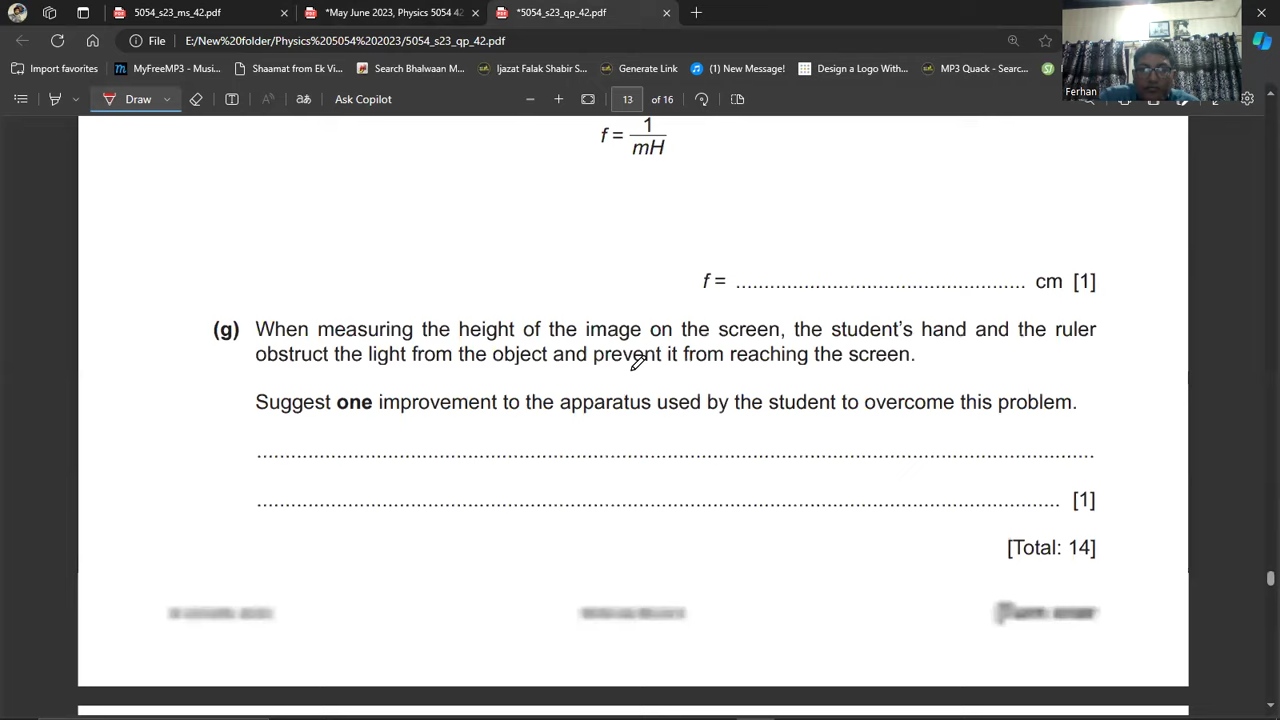 5054_s23_ms_42.pdf
*May June 2023, Physics 5054 42
*5054_s23_qp_42.pdf
File
E:/New%20folder/Physics%205054%202023/5054_s23_qp_42.pdf
Import favorites
MyFreeMP3 - Musi...
Shaamat from Ek Vi...
Search Bhalwaan M...
Ijazat Falak Shabir S...
Generate Link
(1) New Message!
Design a Logo With...
MP3 Quack - Searc...
Ferhan
Draw
Ask Copilot
13 of 16
f = 1
mH
f = ................................................ cm [1]
(g) When measuring the height of the image on the screen, the student's hand and the ruler
obstruct the light from the object and prevent it from reaching the screen.
Suggest one improvement to the apparatus used by the student to overcome this problem.
[1]
[Total: 14]